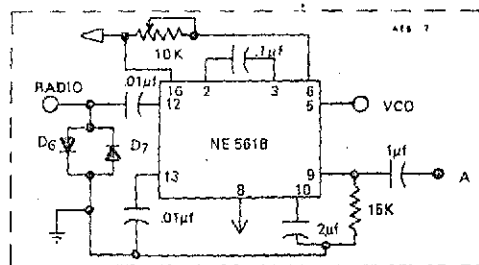 10K
.1µf
16 2 3 6
RADIO
.01µf
12
5 VCO
D6 D7
NE 561B
13
1µf
9 A
8 10
15K
.01µf
2µf